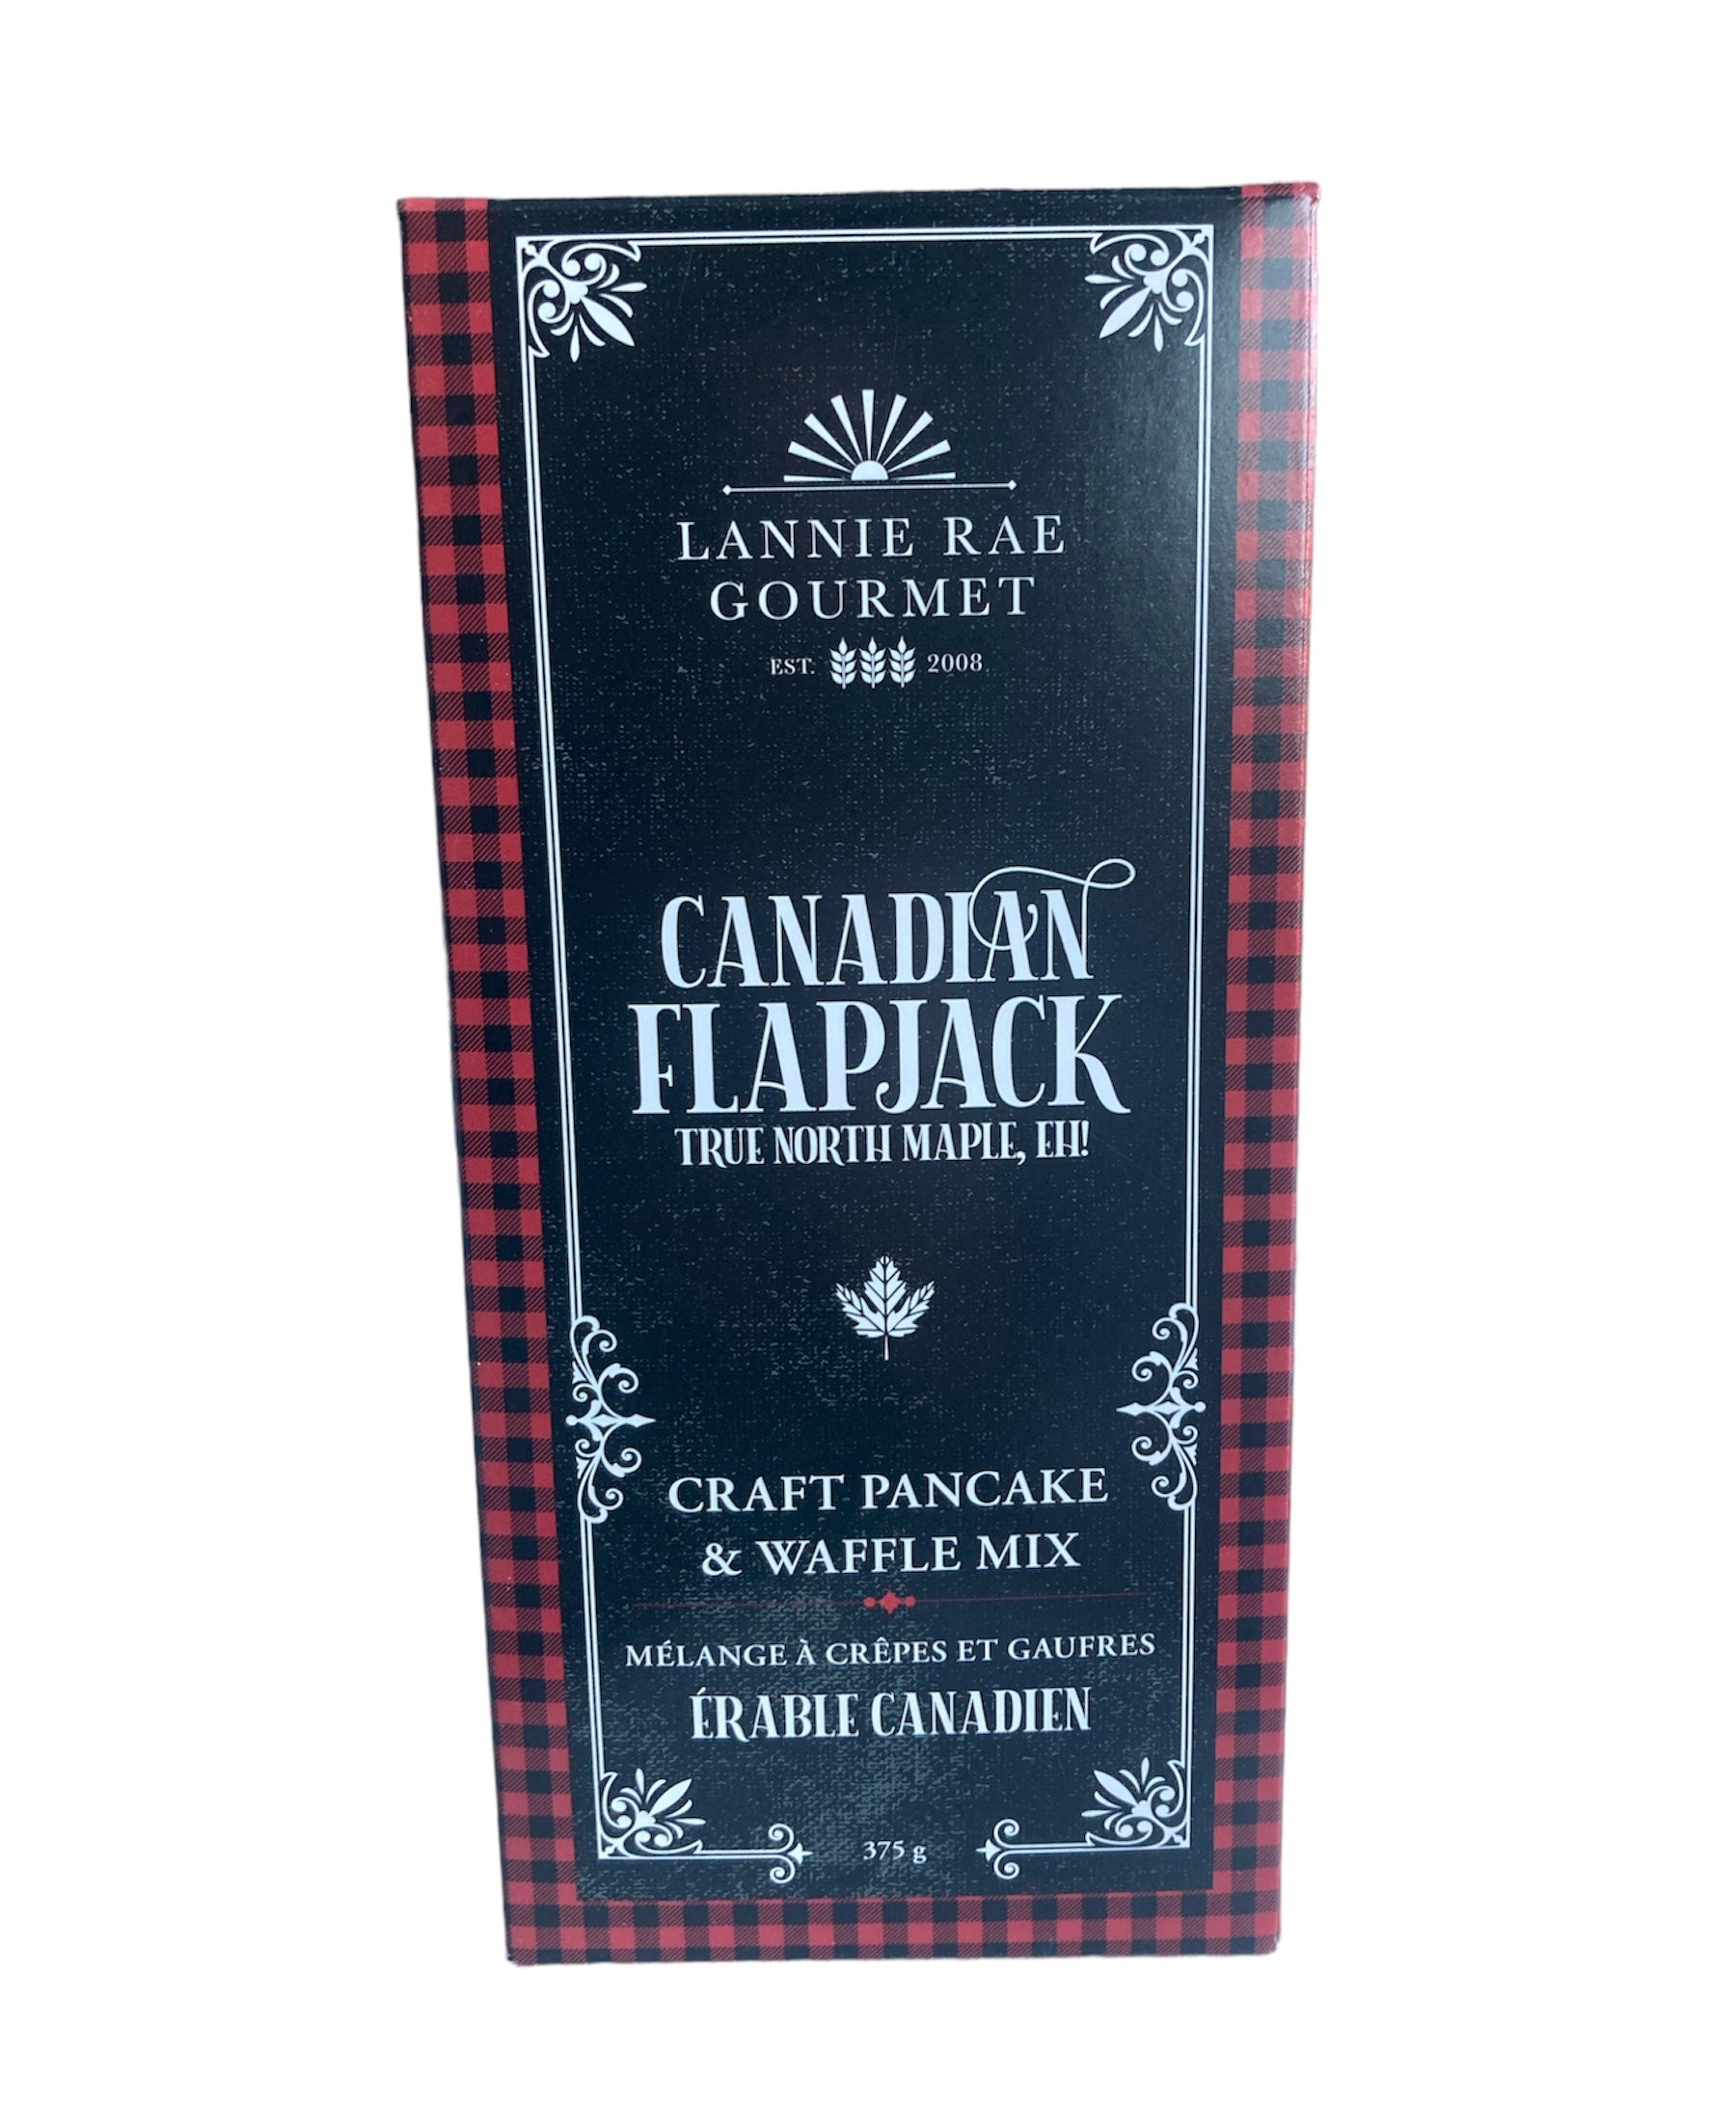 LANNIE RAE
GOURMET
EST. 2008
CANADIAN
FLAPJACK
TRUE NORTH MAPLE, EH!
CRAFT PANCAKE
& WAFFLE MIX
MÉLANGE À CRÊPES ET GAUFRES
ÉRABLE CANADIEN
375 g